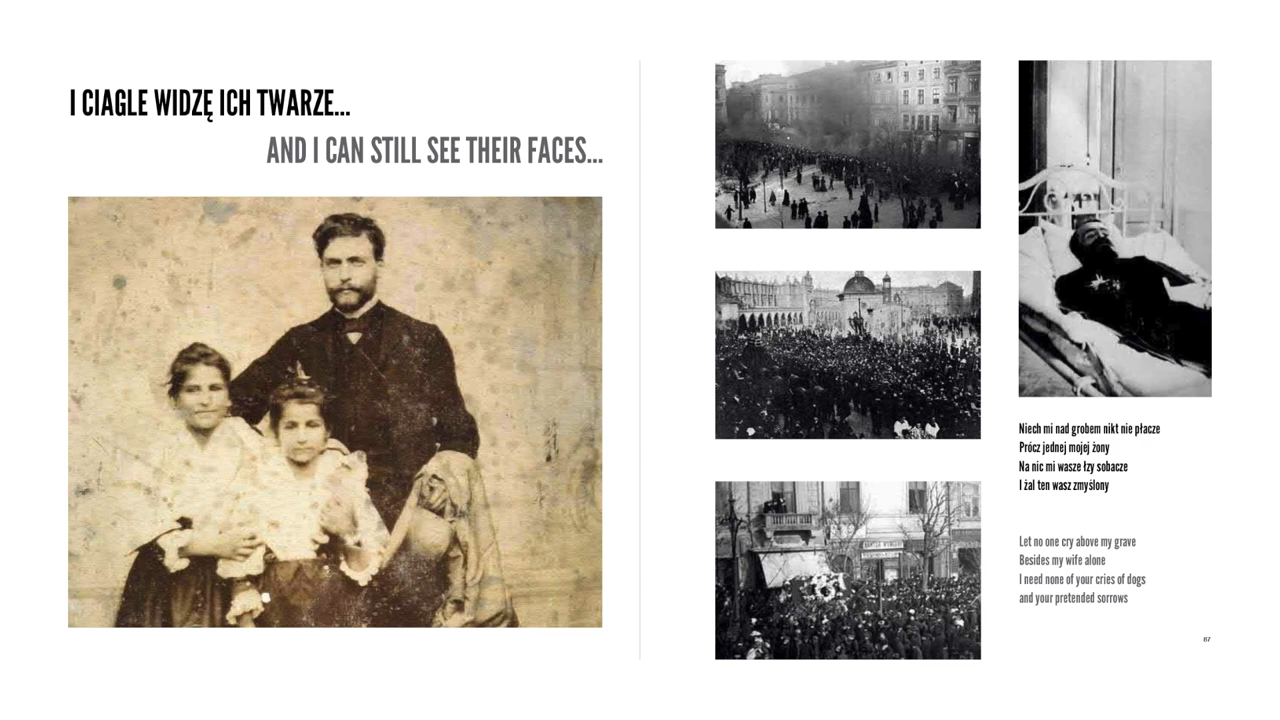 I CIAGLE WIDZĘ ICH TWARZE...
AND I CAN STILL SEE THEIR FACES...
Niech mi nad grobem nikt nie płacze
Prócz jednej mojej żony
Na nic mi wasze łzy sobacze
I żal ten wasz zmyślony
Let no one cry above my grave
Besides my wife alone
I need none of your cries of dogs
and your pretended sorrows
87